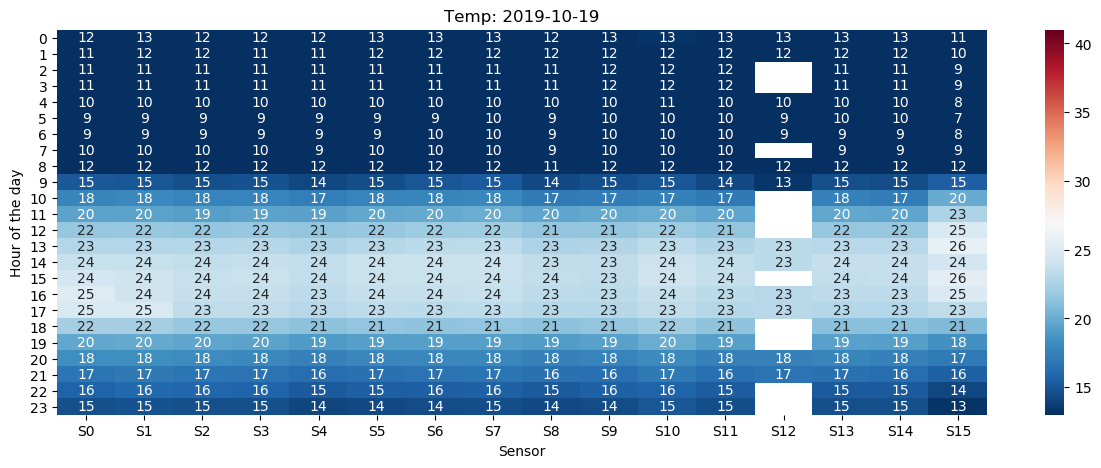 Temp: 2019-10-19
0 12 13 12 12 12 13 13 13 12 13 13 13 13 13 13 11
1 11 12 12 11 11 12 12 12 12 12 12 12 12 12 12 10
2 11 11 11 11 11 11 11 11 11 12 12 12 11 11 9
3 11 11 11 11 11 11 11 11 11 12 12 12 11 11 9
4 10 10 10 10 10 10 10 10 10 10 11 10 10 10 10 8
5 9 9 9 9 9 9 9 10 9 10 10 10 9 10 10 7
6 9 9 9 9 9 9 10 10 9 10 10 10 9 9 9 8
7 9 9 9 10 9 10 10 10 9 10 10 10 9 9 9
8 12 12 12 12 12 12 12 12 11 12 12 12 12 12 12 12
9 15 15 15 15 14 15 15 15 14 15 15 14 13 15 15 15
10 18 18 18 18 17 18 18 18 17 17 17 17 18 17 20
11 20 20 19 19 19 20 20 20 20 20 20 20 20 20 23
12 22 22 22 22 21 22 22 22 21 21 22 21 22 22 25
13 23 23 23 23 23 23 23 23 23 23 23 23 23 23 23 26
14 24 24 24 24 24 24 24 24 24 23 24 24 23 24 24 24
15 24 24 24 24 24 24 24 24 24 23 24 24 24 24 26
16 25 24 24 24 23 24 24 24 23 23 24 23 23 23 23 25
17 25 25 23 23 23 23 23 23 23 23 23 23 23 23 23 23
18 22 22 22 22 21 21 21 21 21 21 22 21 21 21 21
19 20 20 20 20 19 19 19 19 19 19 20 19 19 19 18
20 18 18 18 18 18 18 18 18 18 18 18 18 18 18 18 17
21 17 17 17 17 16 17 17 17 16 16 17 16 17 17 16 16
22 16 16 16 16 15 15 16 16 15 16 16 15 15 15 14
23 15 15 15 15 14 14 14 15 14 14 15 15 15 15 13
S0 S1 S2 S3 S4 S5 S6 S7 S8 S9 S10 S11 S12 S13 S14 S15
Sensor
Hour of the day
40
35
30
25
20
15